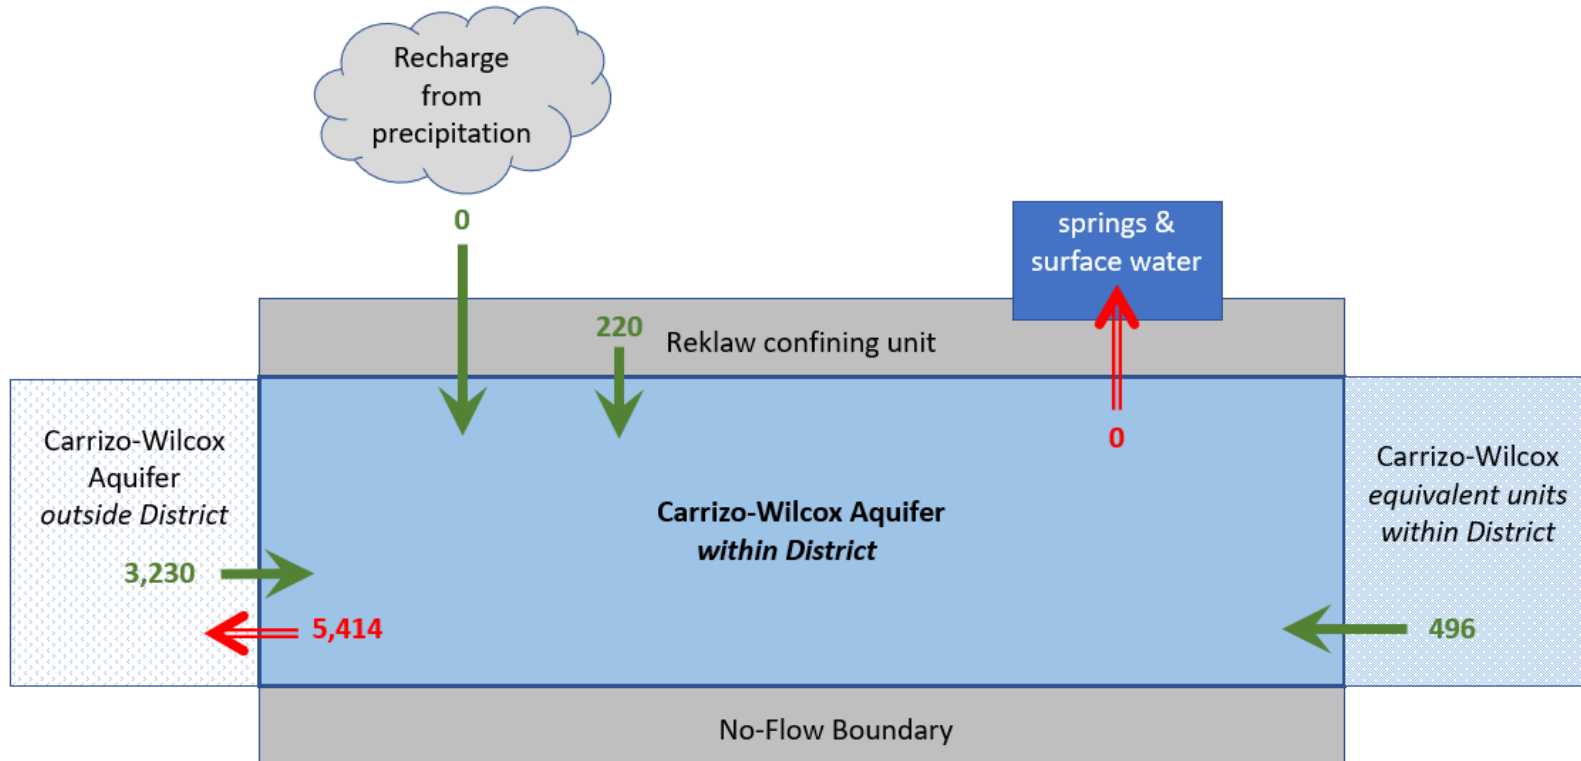 Recharge
from
precipitation
0
springs &
surface water
220
Reklaw confining unit
0
Carrizo-Wilcox
Aquifer
outside District
3,230
5,414
Carrizo-Wilcox Aquifer
within District
Carrizo-Wilcox
equivalent units
within District
496
No-Flow Boundary